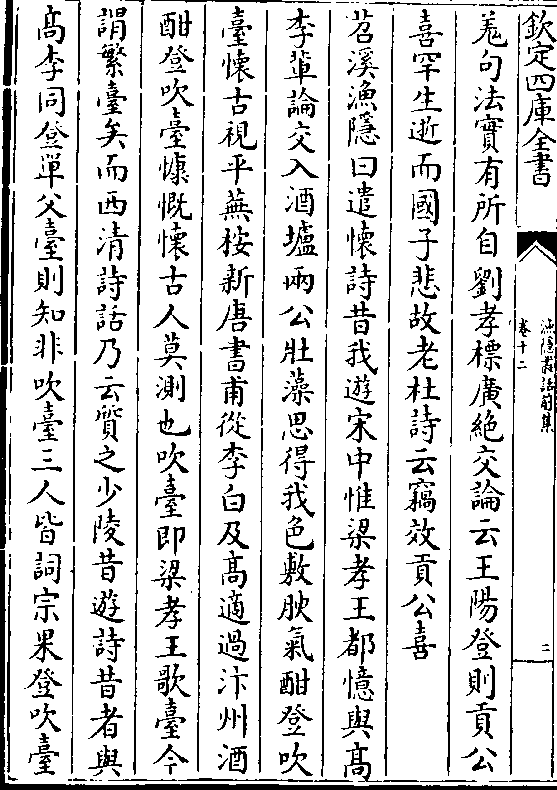 欽定四庫全書
漁隱叢話前集
卷十二
二
羗句法實有所自劉孝標廣絶交論云王陽登則貢公
喜罕生逝而國子悲故老杜詩云竊效貢公喜
苕溪漁隱曰遣懷詩昔我遊宋中惟梁孝王都憶與髙
李輩論交入酒壚兩公壯藻思得我色敷腴氣酣登吹
臺懷古視平蕪桉新唐書甫從李白及髙適過汴州酒
酣登吹臺慷慨懷古人莫測也吹臺即梁孝王歌臺今
謂繁臺矣而西清詩話乃云質之少陵昔遊詩昔者與
髙李同登單父臺則知非吹臺三人皆詞宗果登吹臺